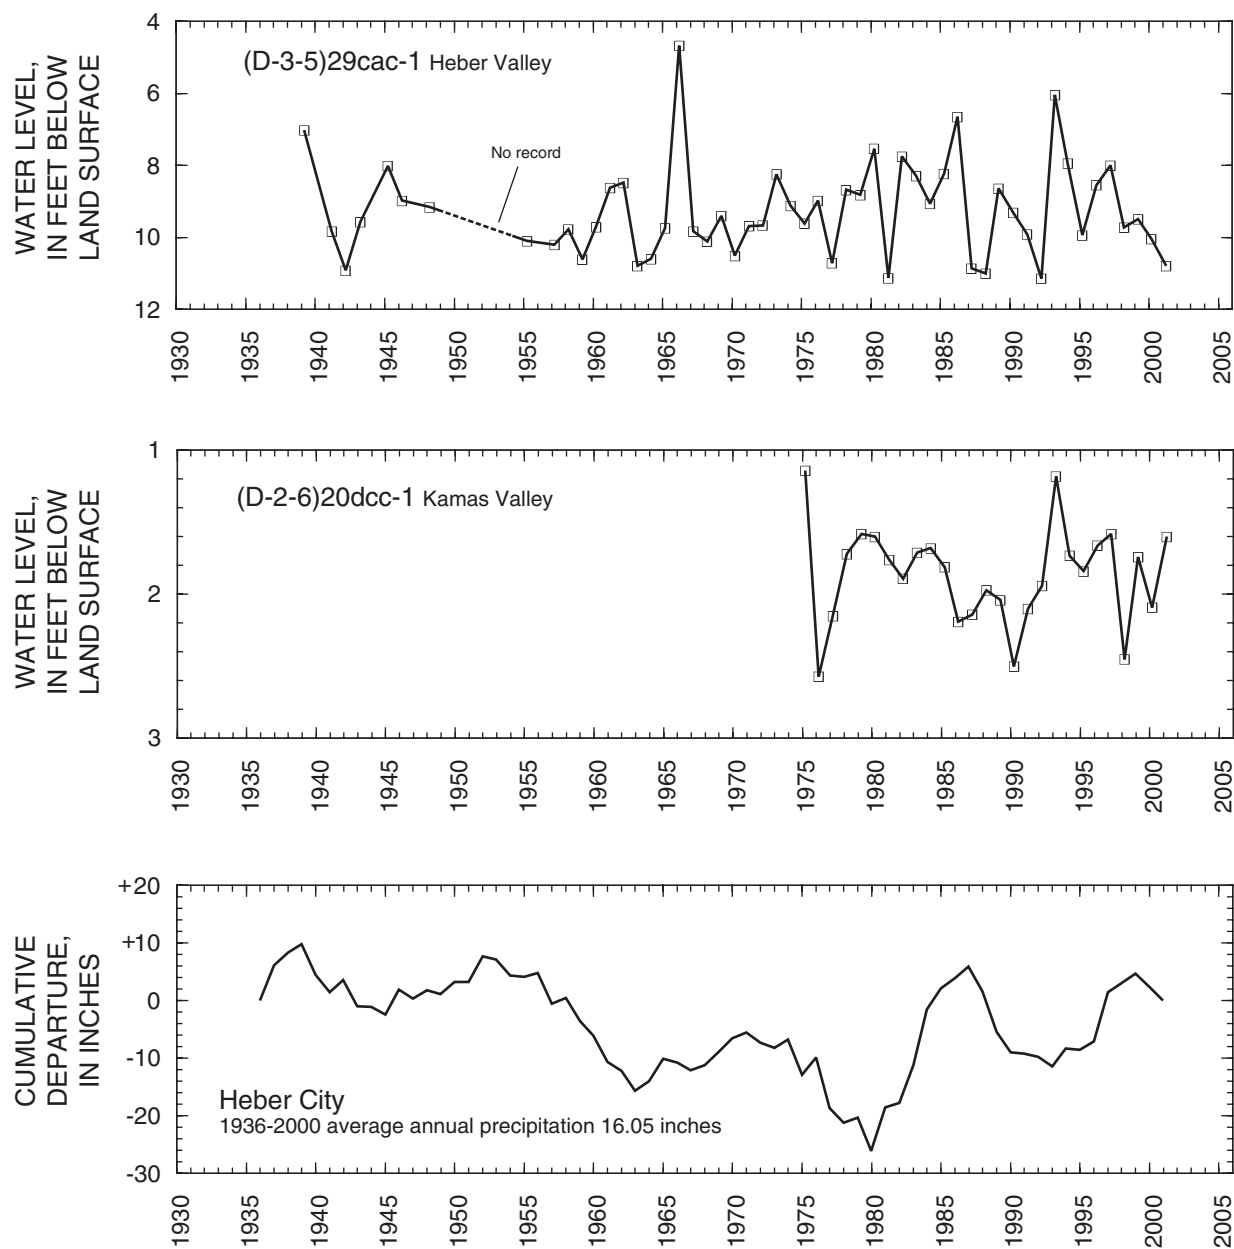 WATER LEVEL,
IN FEET BELOW
LAND SURFACE
4
6
8
10
12
(D-3-5)29cac-1 Heber Valley
No record
1930 1935 1940 1945 1950 1955 1960 1965 1970 1975 1980 1985 1990 1995 2000 2005
WATER LEVEL,
IN FEET BELOW
LAND SURFACE
1
2
3
(D-2-6)20dcc-1 Kamas Valley
1930 1935 1940 1945 1950 1955 1960 1965 1970 1975 1980 1985 1990 1995 2000 2005
CUMULATIVE
DEPARTURE,
IN INCHES
+20
+10
0
-10
-20
-30
Heber City
1936-2000 average annual precipitation 16.05 inches
1930 1935 1940 1945 1950 1955 1960 1965 1970 1975 1980 1985 1990 1995 2000 2005